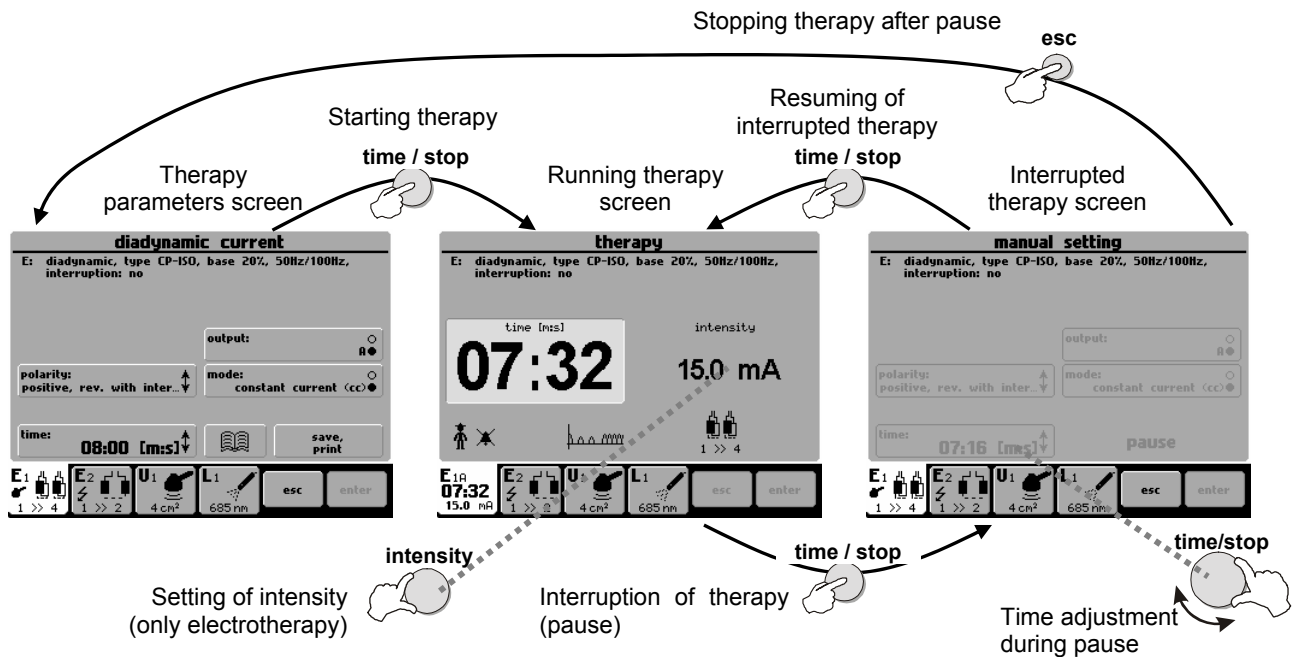 Stopping therapy after pause
esc
Starting therapy
time / stop
Resuming of
interrupted therapy
time / stop
Therapy
parameters screen
Running therapy
screen
Interrupted
therapy screen
diadynamic current
E: diadynamic, type CP-ISO, base 20%, 50Hz/100Hz,
interruption: no
output:
A
polarity:
positive, rev. with inter...
mode:
constant current (cc)
time:
08:00 [m:s]
save,
print
E1
1 >> 4
E2
1 >> 2
U1
4 cm²
L1
685 nm
esc
enter
therapy
E: diadynamic, type CP-ISO, base 20%, 50Hz/100Hz,
interruption: no
time [m:s]
07:32
intensity
15.0 mA
1 >> 4
E1A
07:32
15.0 mA
E2
1 >> 2
U1
4 cm²
L1
685 nm
esc
enter
manual setting
E: diadynamic, type CP-ISO, base 20%, 50Hz/100Hz,
interruption: no
output:
A
polarity:
positive, rev. with inter...
mode:
constant current (cc)
time:
07:16 [m:s]
pause
E1
1 >> 4
E2
1 >> 2
U1
4 cm²
L1
685 nm
esc
enter
intensity
Setting of intensity
(only electrotherapy)
time / stop
Interruption of therapy
(pause)
time/stop
Time adjustment
during pause